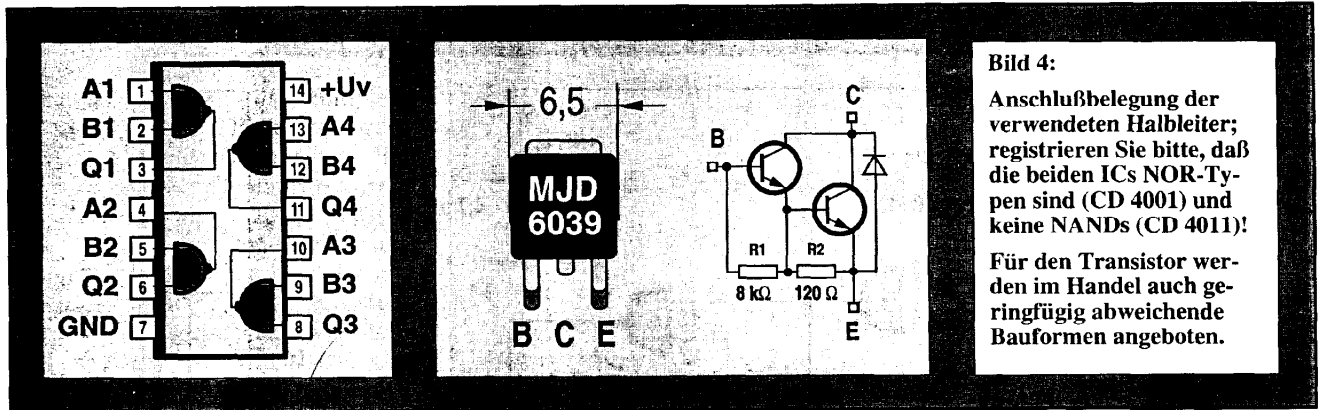 A1 1 14 +Uv
B1 2 13 A4
Q1 3 12 B4
A2 4 11 Q4
B2 5 10 A3
Q2 6 9 B3
GND 7 8 Q3
6,5
MJD
6039
B C E
C
B
R1 R2
8 kΩ 120 Ω
E
Bild 4:
Anschlußbelegung der
verwendeten Halbleiter;
registrieren Sie bitte, daß
die beiden ICs NOR-Ty-
pen sind (CD 4001) und
keine NANDs (CD 4011)!
Für den Transistor wer-
den im Handel auch ge-
ringfügig abweichende
Bauformen angeboten.